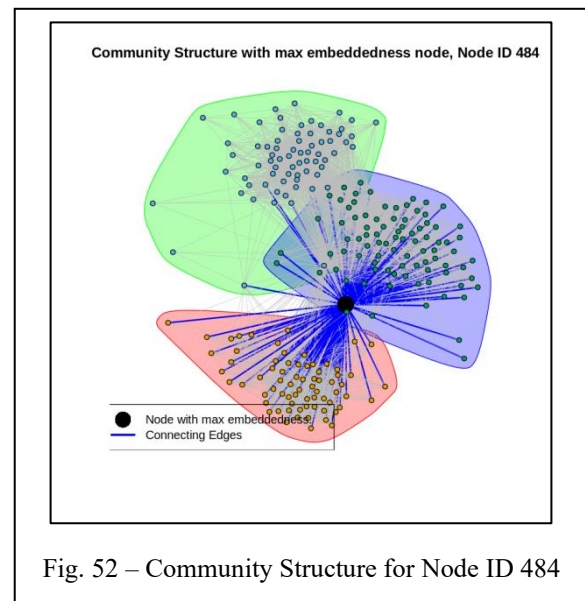 Community Structure with max embeddedness node, Node ID 484
Node with max embeddedness
Connecting Edges
Fig. 52 – Community Structure for Node ID 484